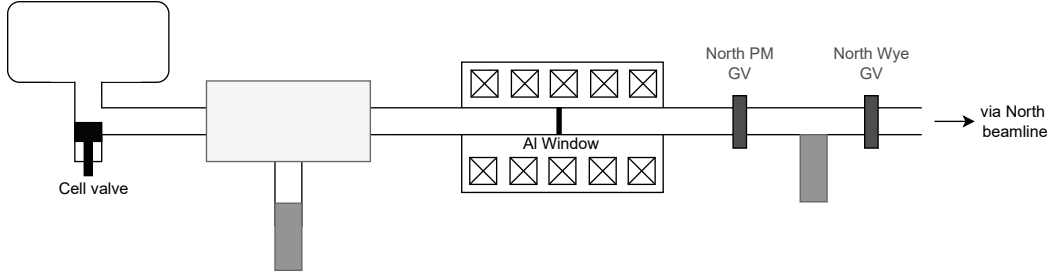 North PM
GV
North Wye
GV
via North
beamline
Al Window
Cell valve